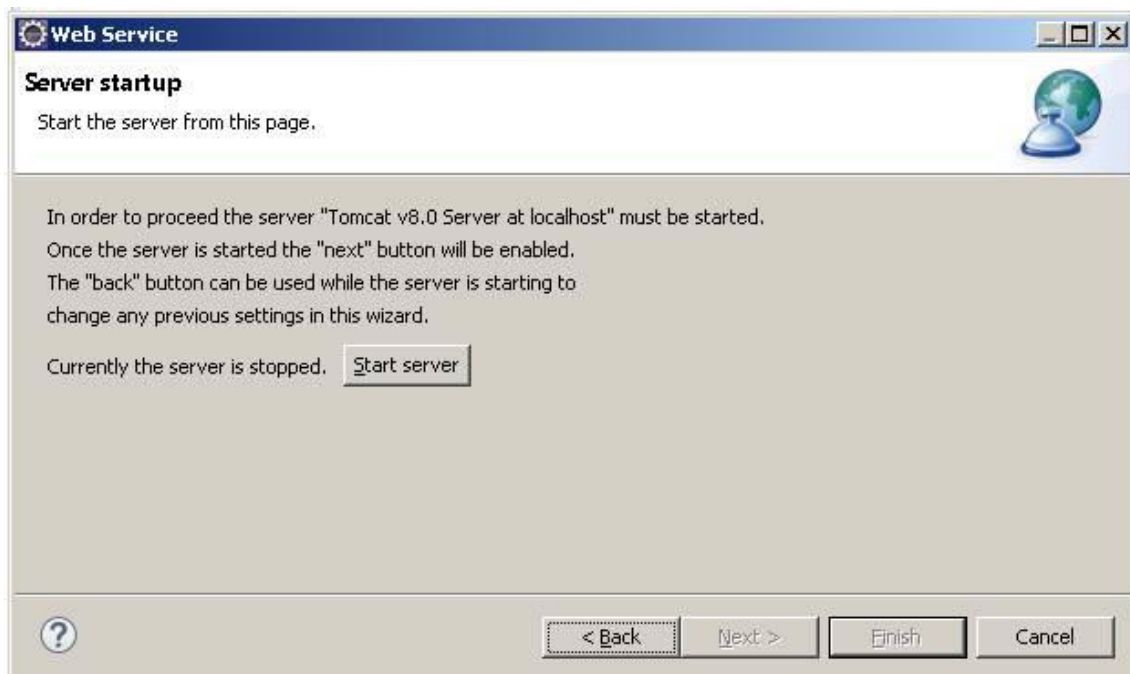 Web Service
Server startup
Start the server from this page.
In order to proceed the server "Tomcat v8.0 Server at localhost" must be started.
Once the server is started the "next" button will be enabled.
The "back" button can be used while the server is starting to
change any previous settings in this wizard.
Currently the server is stopped. Start server
? < Back Next > Finish Cancel